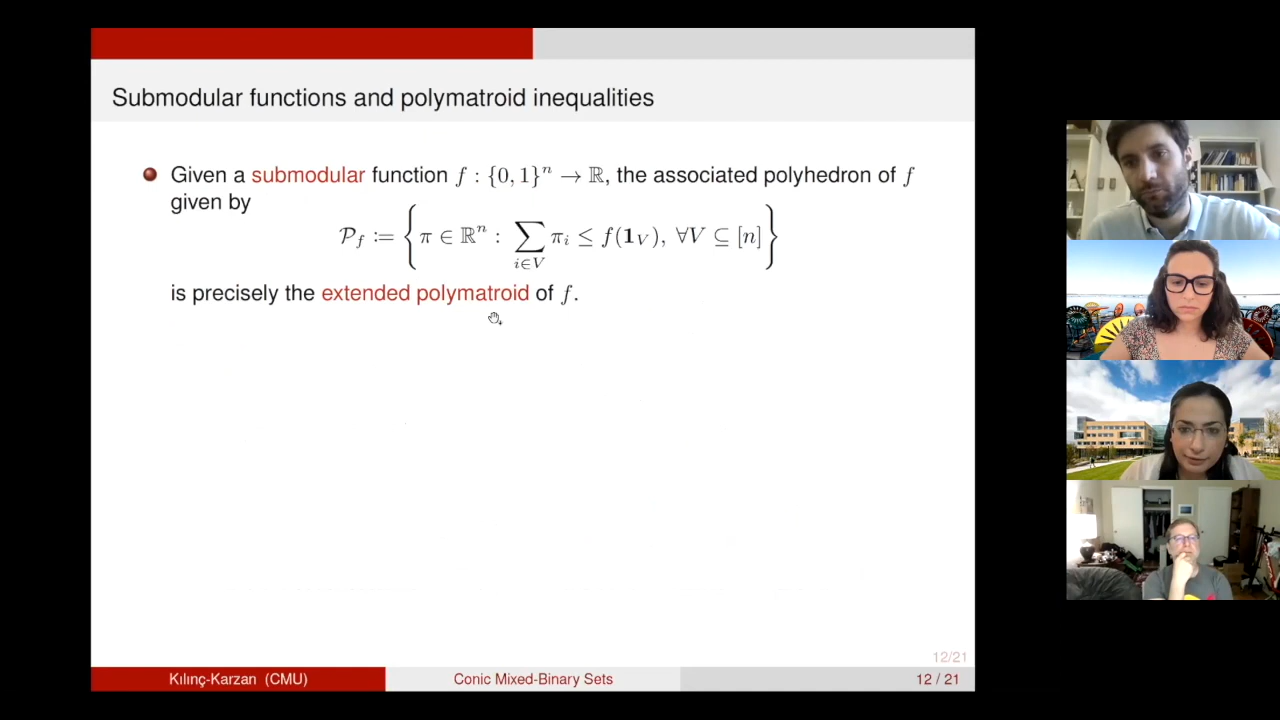 Submodular functions and polymatroid inequalities
Given a submodular function f : {0, 1}ⁿ → ℝ, the associated polyhedron of f
given by
𝒫_f := { π ∈ ℝⁿ : ∑_{i∈V} π_i ≤ f(𝟏_V), ∀V ⊆ [n] }
is precisely the extended polymatroid of f.
12/21
Kılınç-Karzan (CMU) Conic Mixed-Binary Sets 12 / 21